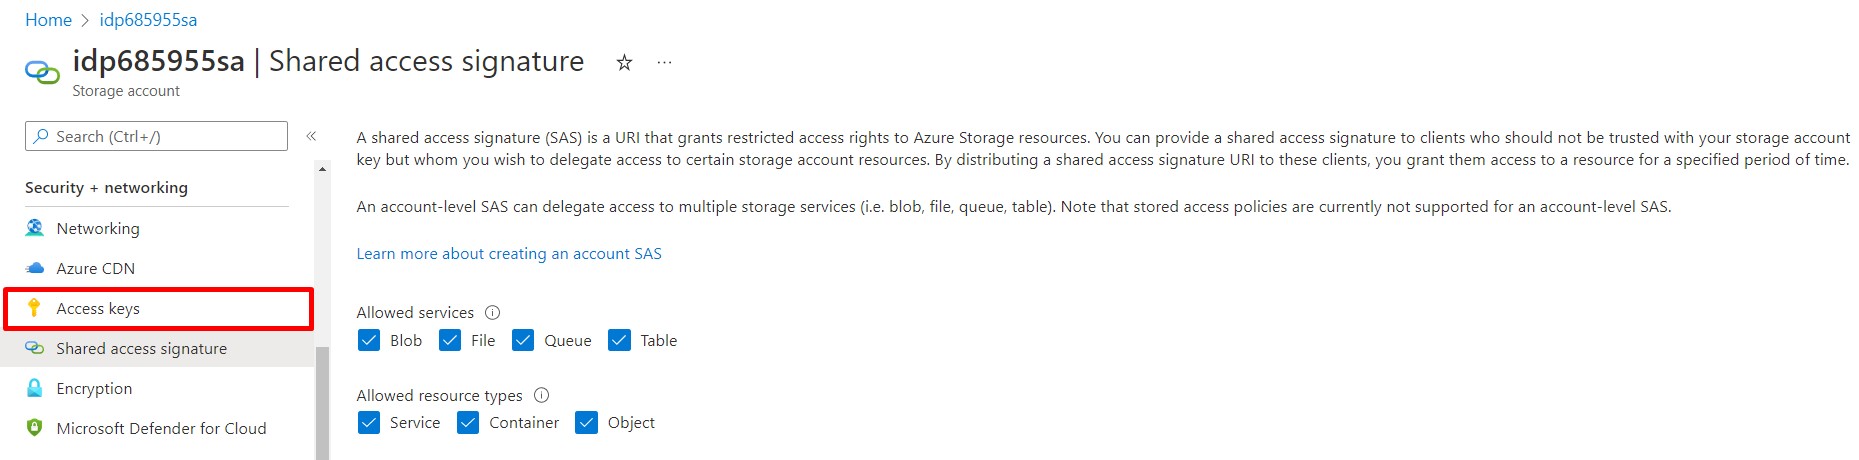 Home > idp685955sa
idp685955sa | Shared access signature ☆ ...
Storage account
Search (Ctrl+/) «
Security + networking
Networking
Azure CDN
Access keys
Shared access signature
Encryption
Microsoft Defender for Cloud
A shared access signature (SAS) is a URI that grants restricted access rights to Azure Storage resources. You can provide a shared access signature to clients who should not be trusted with your storage account
key but whom you wish to delegate access to certain storage account resources. By distributing a shared access signature URI to these clients, you grant them access to a resource for a specified period of time.
An account-level SAS can delegate access to multiple storage services (i.e. blob, file, queue, table). Note that stored access policies are currently not supported for an account-level SAS.
Learn more about creating an account SAS
Allowed services
Blob File Queue Table
Allowed resource types
Service Container Object